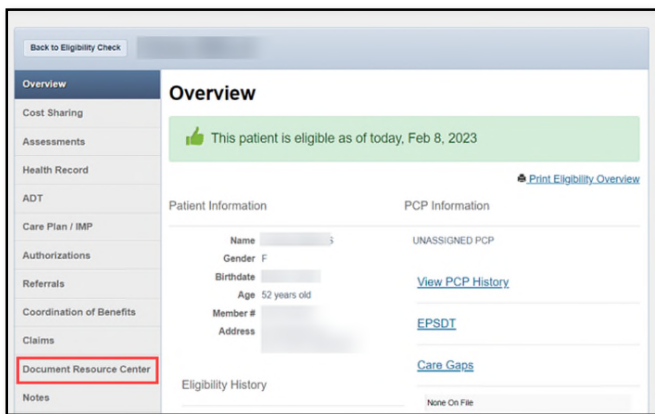 Back to Eligibility Check
Overview
Cost Sharing
Assessments
Health Record
ADT
Care Plan / IMP
Authorizations
Referrals
Coordination of Benefits
Claims
Document Resource Center
Notes
Overview
This patient is eligible as of today, Feb 8, 2023
Print Eligibility Overview
Patient Information
Name
Gender F
Birthdate
Age 52 years old
Member #
Address
Eligibility History
PCP Information
UNASSIGNED PCP
View PCP History
EPSDT
Care Gaps
None On File